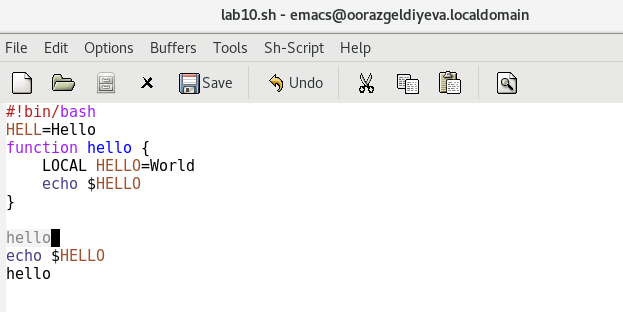 lab10.sh - emacs@oorazgeldiyeva.localdomain
File Edit Options Buffers Tools Sh-Script Help
Save Undo
#!bin/bash
HELL=Hello
function hello {
    LOCAL HELLO=World
    echo $HELLO
}
hello
echo $HELLO
hello